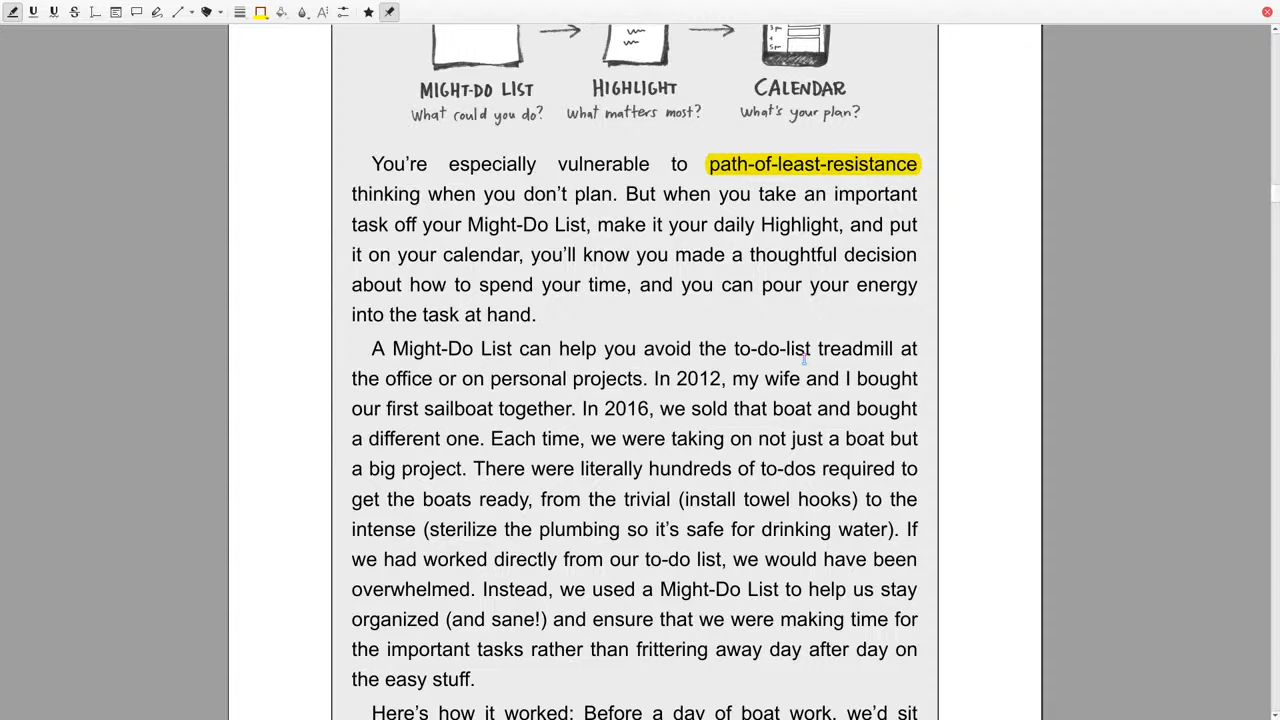 3 PM
4
5 PM
MIGHT-DO LIST
HIGHLIGHT
CALENDAR
What could you do?
What matters most?
What's your plan?
You’re especially vulnerable to path-of-least-resistance
thinking when you don’t plan. But when you take an important
task off your Might-Do List, make it your daily Highlight, and put
it on your calendar, you’ll know you made a thoughtful decision
about how to spend your time, and you can pour your energy
into the task at hand.
A Might-Do List can help you avoid the to-do-list treadmill at
the office or on personal projects. In 2012, my wife and I bought
our first sailboat together. In 2016, we sold that boat and bought
a different one. Each time, we were taking on not just a boat but
a big project. There were literally hundreds of to-dos required to
get the boats ready, from the trivial (install towel hooks) to the
intense (sterilize the plumbing so it’s safe for drinking water). If
we had worked directly from our to-do list, we would have been
overwhelmed. Instead, we used a Might-Do List to help us stay
organized (and sane!) and ensure that we were making time for
the important tasks rather than frittering away day after day on
the easy stuff.
Here’s how it worked: Before a day of boat work, we’d sit